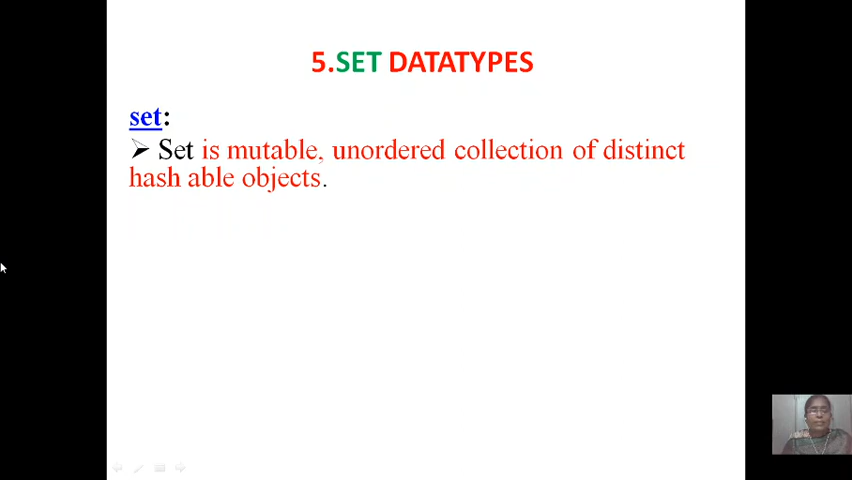 5.SET DATATYPES
set:
➢ Set is mutable, unordered collection of distinct
hash able objects.